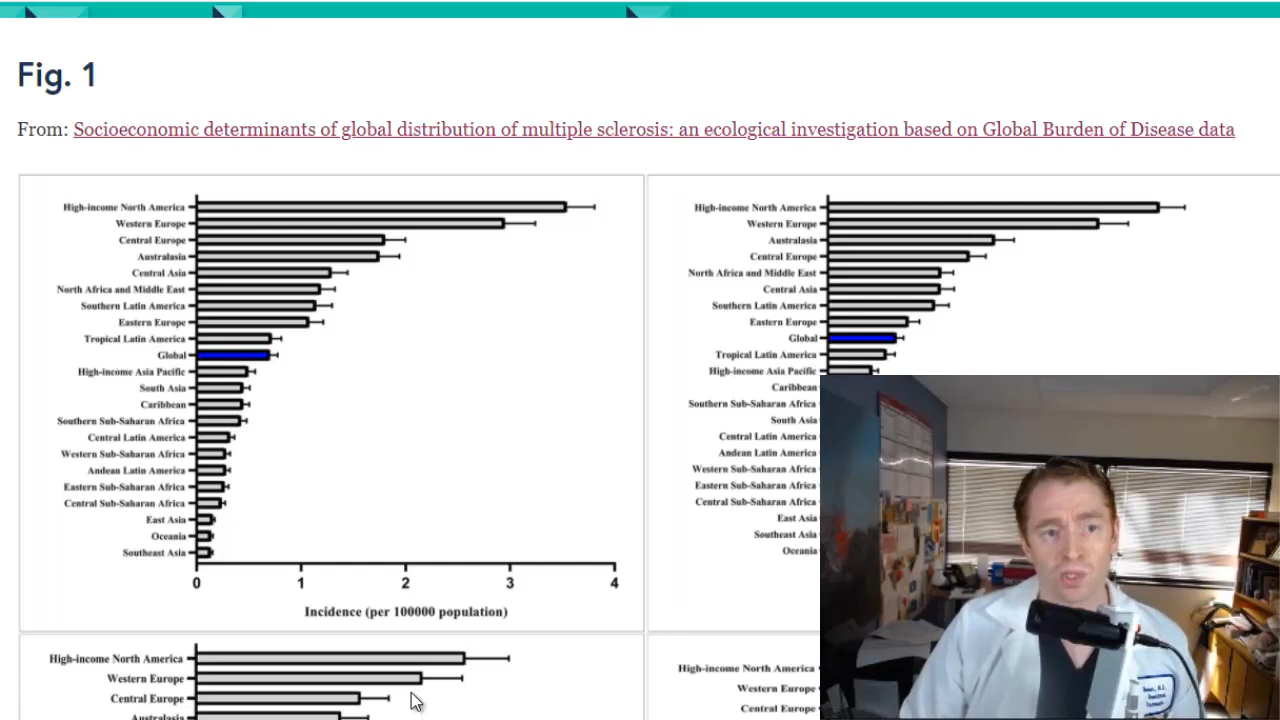 Fig. 1
From: Socioeconomic determinants of global distribution of multiple sclerosis: an ecological investigation based on Global Burden of Disease data
High-income North America
Western Europe
Central Europe
Australasia
Central Asia
North Africa and Middle East
Southern Latin America
Eastern Europe
Tropical Latin America
Global
High-income Asia Pacific
South Asia
Caribbean
Southern Sub-Saharan Africa
Central Latin America
Western Sub-Saharan Africa
Andean Latin America
Eastern Sub-Saharan Africa
Central Sub-Saharan Africa
East Asia
Oceania
Southeast Asia
0 1 2 3 4
Incidence (per 100000 population)
High-income North America
Western Europe
Australasia
Central Europe
North Africa and Middle East
Central Asia
Southern Latin America
Eastern Europe
Global
Tropical Latin America
High-income Asia Pacific
Caribbean
Southern Sub-Saharan Africa
South Asia
Central Latin America
Andean Latin America
Western Sub-Saharan Africa
Eastern Sub-Saharan Africa
Central Sub-Saharan Africa
East Asia
Southeast Asia
Oceania
High-income North America
Western Europe
Central Europe
Australasia
High-income North America
Western Europe
Central Europe